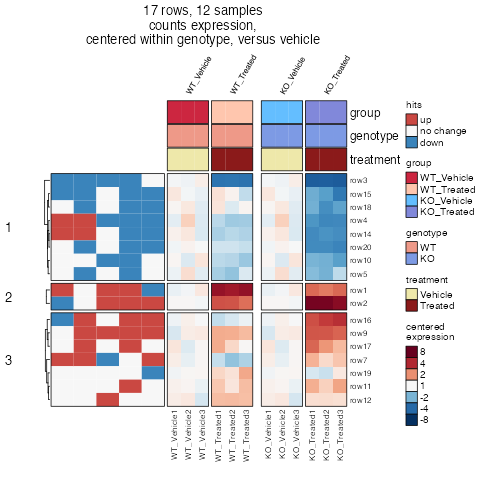 17 rows, 12 samples
counts expression,
centered within genotype, versus vehicle
WT_Vehicle
WT_Treated
KO_Vehicle
KO_Treated
group
genotype
treatment
1
2
3
row3
row15
row18
row4
row14
row20
row10
row5
row1
row2
row16
row9
row17
row7
row19
row11
row12
WT_Vehicle1
WT_Vehicle2
WT_Vehicle3
WT_Treated1
WT_Treated2
WT_Treated3
KO_Vehicle1
KO_Vehicle2
KO_Vehicle3
KO_Treated1
KO_Treated2
KO_Treated3
hits
up
no change
down
group
WT_Vehicle
WT_Treated
KO_Vehicle
KO_Treated
genotype
WT
KO
treatment
Vehicle
Treated
centered
expression
8
4
2
1
-2
-4
-8